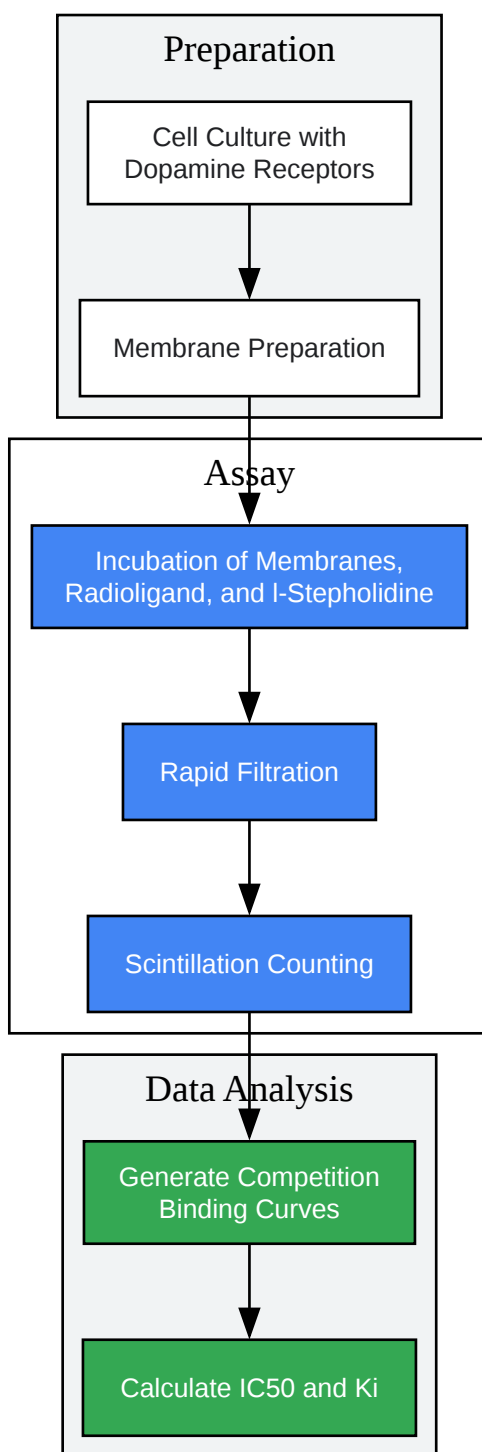 Preparation
Cell Culture with
Dopamine Receptors
Membrane Preparation
Assay
Incubation of Membranes,
Radioligand, and l-Stepholidine
Rapid Filtration
Scintillation Counting
Data Analysis
Generate Competition
Binding Curves
Calculate IC50 and Ki